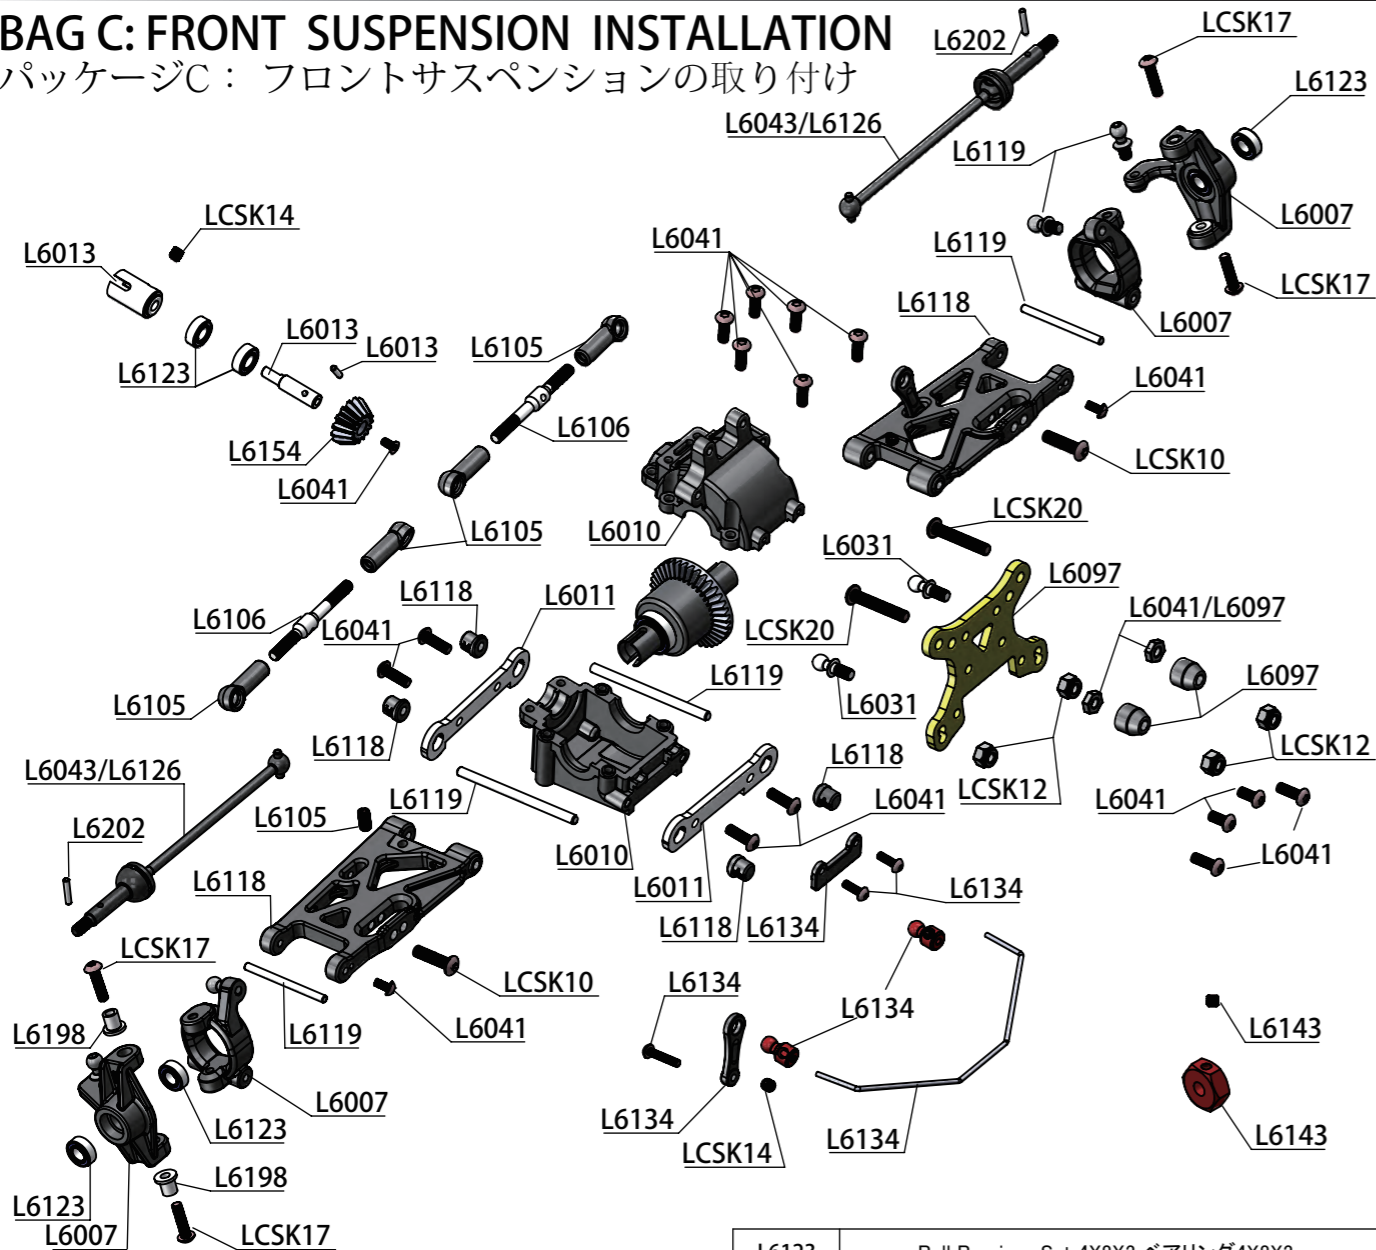 BAG C: FRONT SUSPENSION INSTALLATION
パッケージC： フロントサスペンションの取り付け
L6202
LCSK17
L6123
L6043/L6126
L6119
L6007
LCSK14
L6013
L6041
L6119
LCSK17
L6118
L6007
L6013
L6013
L6105
L6123
L6041
L6106
L6154
LCSK10
L6041
L6105
L6010
LCSK20
L6031
L6097
L6118
L6011
L6041/L6097
L6106
L6041
LCSK20
L6119
L6097
L6105
L6031
L6118
LCSK12
L6118
L6043/L6126
L6119
LCSK12
L6041
L6041
L6105
L6202
L6010
L6041
L6118
L6011
L6134
L6118
L6134
LCSK17
LCSK10
L6134
L6134
L6198
L6119
L6041
L6143
L6007
L6134
L6123
L6134
L6143
LCSK14
L6198
L6123
L6007
LCSK17